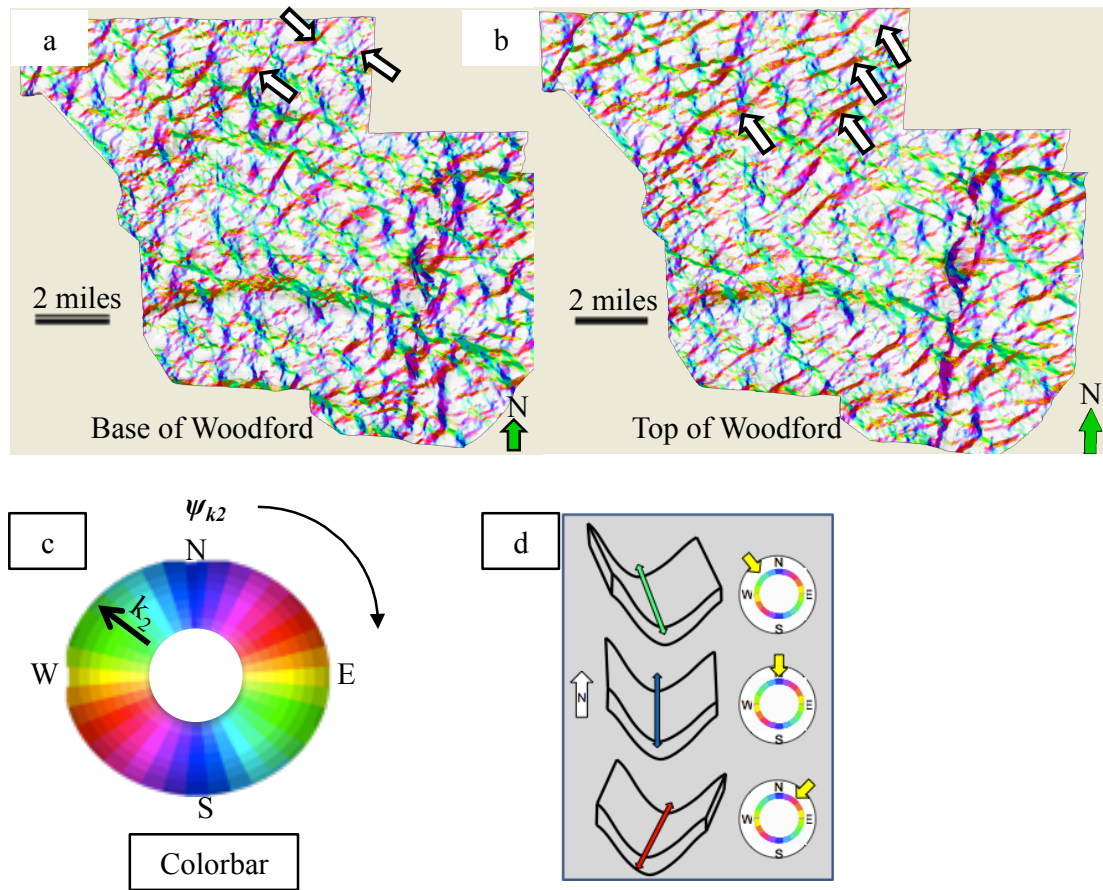 a
b
2 miles
2 miles
Base of Woodford
N
Top of Woodford
N
c
ψk2
N
k2
W
E
S
Colorbar
d
N
W
E
S
N
N
W
E
S
N
W
E
S